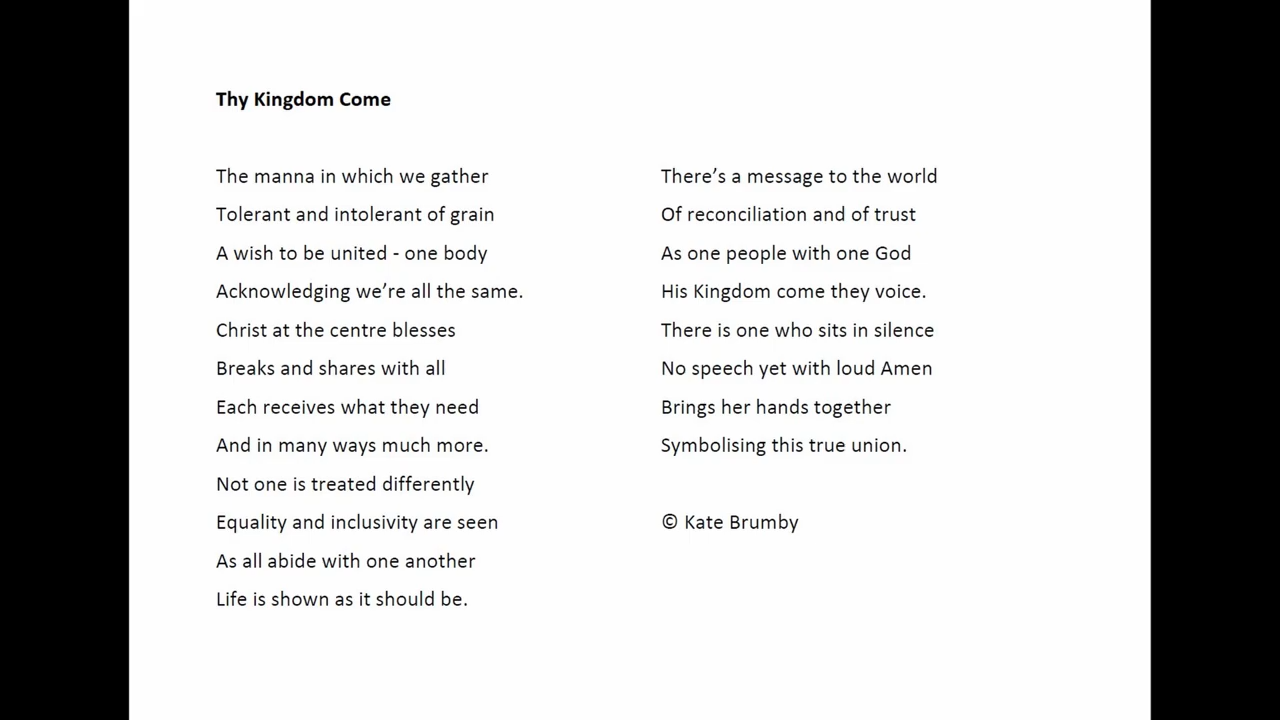 Thy Kingdom Come
The manna in which we gather
Tolerant and intolerant of grain
A wish to be united - one body
Acknowledging we’re all the same.
Christ at the centre blesses
Breaks and shares with all
Each receives what they need
And in many ways much more.
Not one is treated differently
Equality and inclusivity are seen
As all abide with one another
Life is shown as it should be.
There’s a message to the world
Of reconciliation and of trust
As one people with one God
His Kingdom come they voice.
There is one who sits in silence
No speech yet with loud Amen
Brings her hands together
Symbolising this true union.
© Kate Brumby